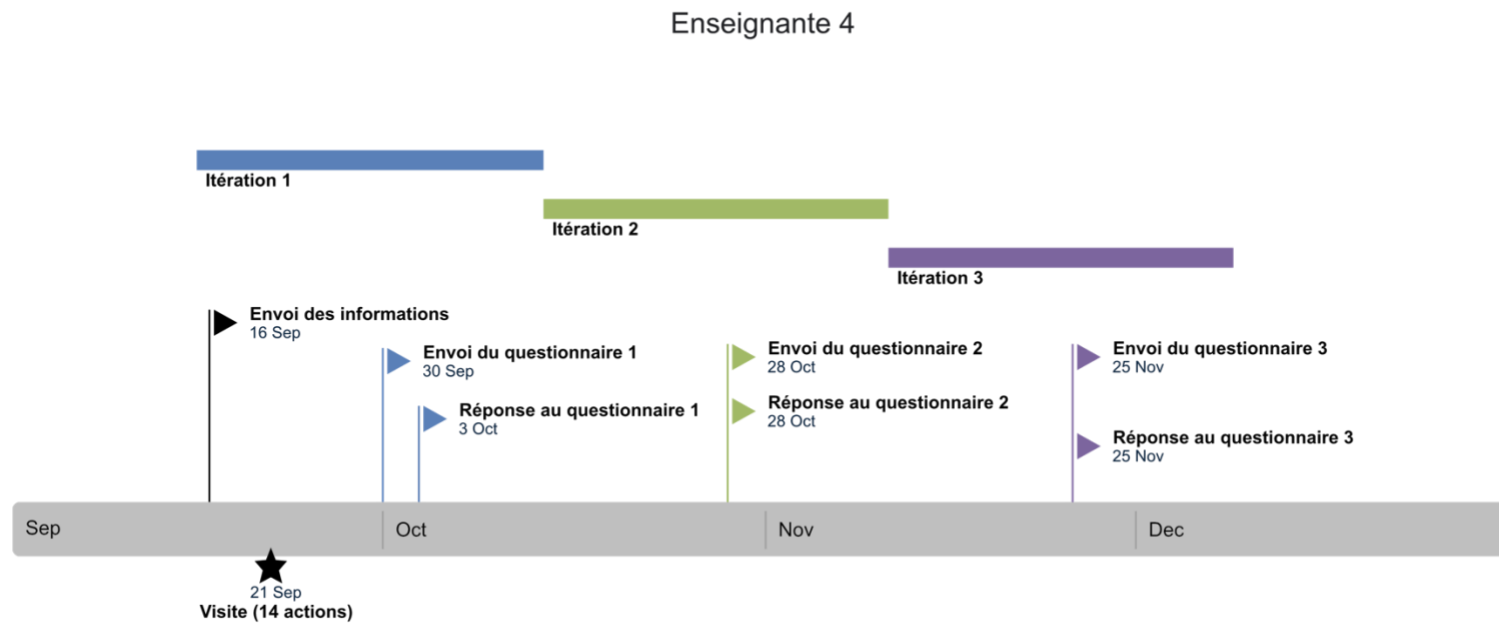 Enseignante 4
Itération 1
Itération 2
Itération 3
Envoi des informations
16 Sep
Envoi du questionnaire 1
30 Sep
Réponse au questionnaire 1
3 Oct
Envoi du questionnaire 2
28 Oct
Réponse au questionnaire 2
28 Oct
Envoi du questionnaire 3
25 Nov
Réponse au questionnaire 3
25 Nov
Sep
Oct
Nov
Dec
21 Sep
Visite (14 actions)